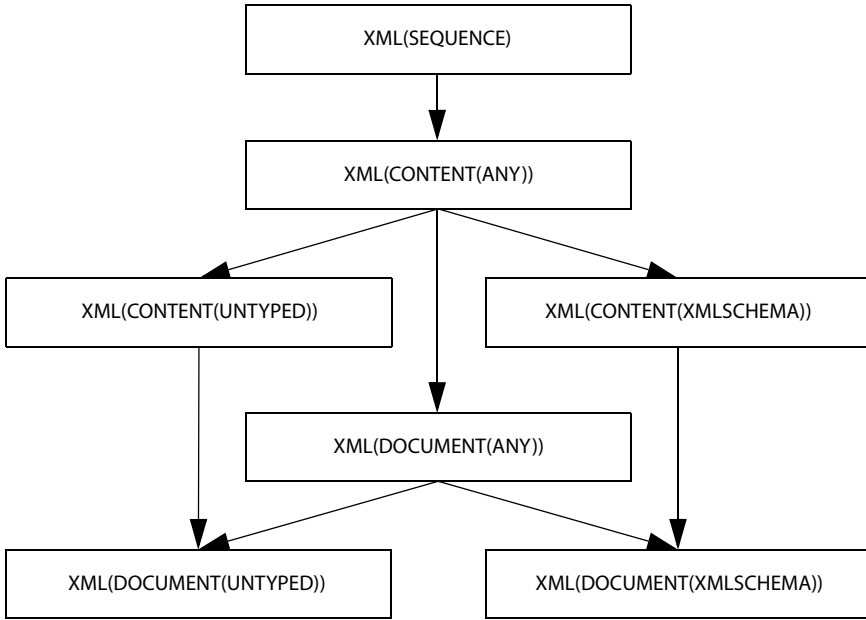 XML(SEQUENCE)
XML(CONTENT(ANY))
XML(CONTENT(UNTYPED))
XML(CONTENT(XMLSCHEMA))
XML(DOCUMENT(ANY))
XML(DOCUMENT(UNTYPED))
XML(DOCUMENT(XMLSCHEMA))